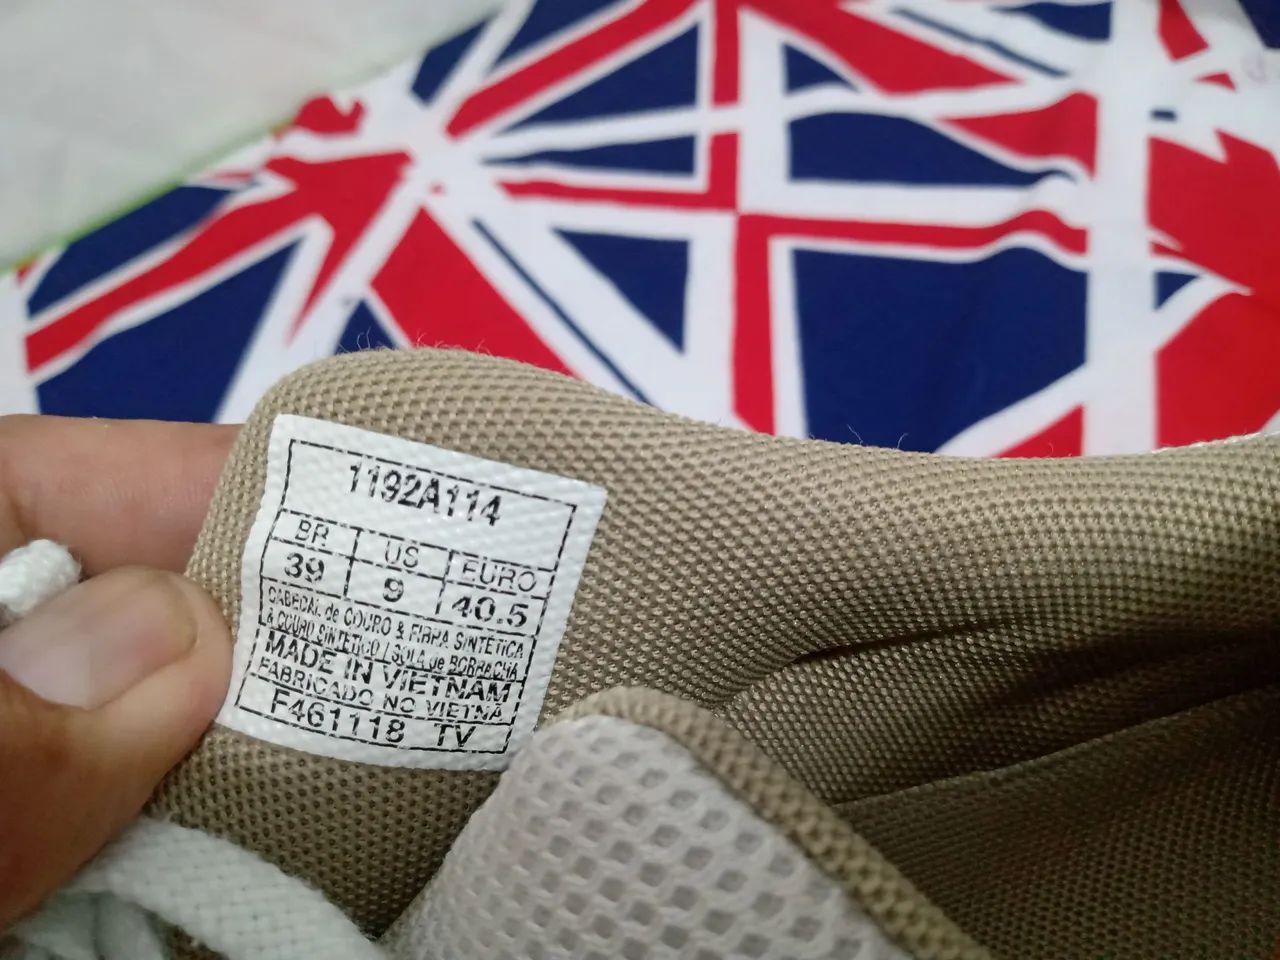 1192A114
BR US EURO
39 9 40.5
CABECAL de COURO & FIBRA SINTÉTICA
& COURO SINTÉTICO / SOLA de BORRACHA
MADE IN VIETNAM
FABRICADO NO VIETNÃ
F461118 TV